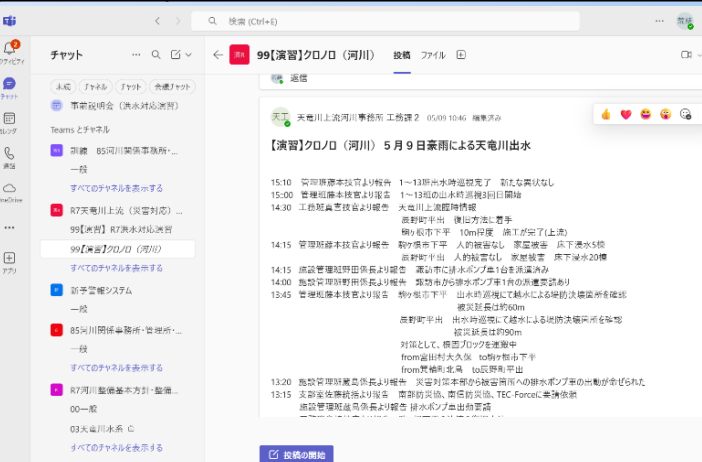 検索 (Ctrl+E)
チャット
99【演習】クロノロ（河川）
投稿
ファイル
未読
チャネル
チャット
会議チャット
事前説明会（洪水対応演習）
Teams とチャネル
訓練　85河川関係事務所・...
一般
すべてのチャネルを表示する
R7天竜川上流（災害対応）...
99【演習】R7洪水対応演習
99【演習】クロノロ（河川）
すべてのチャネルを表示する
新予警報システム
一般
85河川関係事務所・管理所・...
一般
すべてのチャネルを表示する
R7河川整備基本方針・整備...
00一般
03天竜川水系
すべてのチャネルを表示する
チャット
通話
OneDrive
アプリ
返信
天竜川上流河川事務所 工務課２　05/09 10:46　編集済み
【演習】クロノロ（河川）５月９日豪雨による天竜川出水
15:10　管理班藤本技官より報告　1～13班出水時巡視完了　新たな異状なし
15:00　管理班藤本技官より報告　1～13班の出水時巡視3回目開始
14:30　工務班真喜技官より報告　天竜川上流臨時情報
辰野町平出　復旧方法に着手
駒ヶ根市下平　10m程度　施工が完了(上流)
14:15　管理班藤本技官より報告　駒ヶ根市下平　人的被害なし　家屋被害　床下浸水5棟
辰野町平出　人的被害なし　家屋被害　床下浸水20棟
14:15　施設管理班野田係長より報告　諏訪市に排水ポンプ車1台を派遣済み
14:00　施設管理班野田係長より報告　諏訪市から排水ポンプ車1台の派遣要請あり
13:45　管理班藤本技官より報告　駒ヶ根市下平　出水時巡視にて越水による堤防決壊箇所を確認
被災延長は約60m
辰野町平出　出水時巡視にて越水による堤防決壊箇所を確認
被災延長は約90m
対策として、根固ブロックを運搬中
from宮田村大久保　to駒ヶ根市下平
from箕輪町北島　to辰野町平出
13:20　施設管理班蔵島係長より報告　災害対策本部から被害箇所への排水ポンプ車の出動が命ぜられた
13:15　支部室佐藤統括より報告　南部防災協、南信防災協、TEC-Forceに要請依頼
施設管理班蔵島係長より報告 排水ポンプ車出動要請
投稿の開始